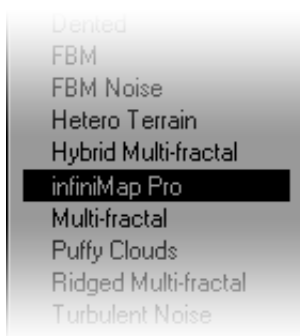 Dented
FBM
FBM Noise
Hetero Terrain
Hybrid Multi-fractal
infiniMap Pro
Multi-fractal
Puffy Clouds
Ridged Multi-fractal
Turbulent Noise